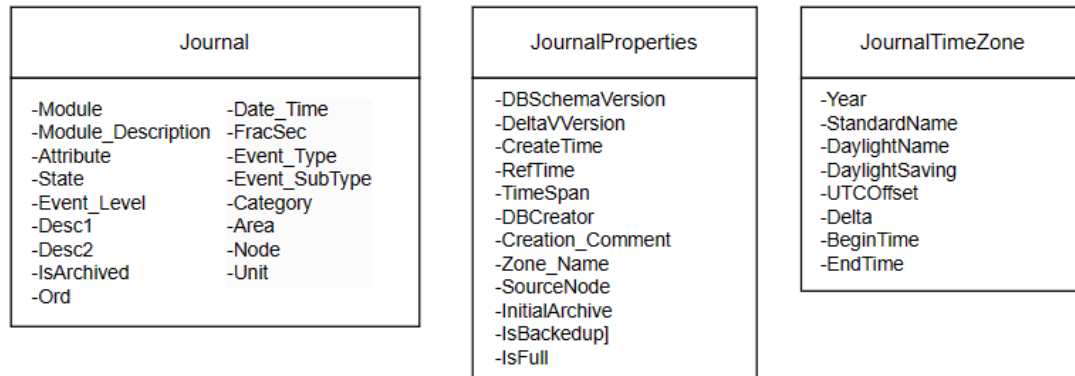 Journal
-Module
-Module_Description
-Attribute
-State
-Event_Level
-Desc1
-Desc2
-IsArchived
-Ord
-Date_Time
-FracSec
-Event_Type
-Event_SubType
-Category
-Area
-Node
-Unit
JournalProperties
-DBSchemaVersion
-DeltaVVersion
-CreateTime
-RefTime
-TimeSpan
-DBCreator
-Creation_Comment
-Zone_Name
-SourceNode
-InitialArchive
-IsBackedup]
-IsFull
JournalTimeZone
-Year
-StandardName
-DaylightName
-DaylightSaving
-UTCOffset
-Delta
-BeginTime
-EndTime